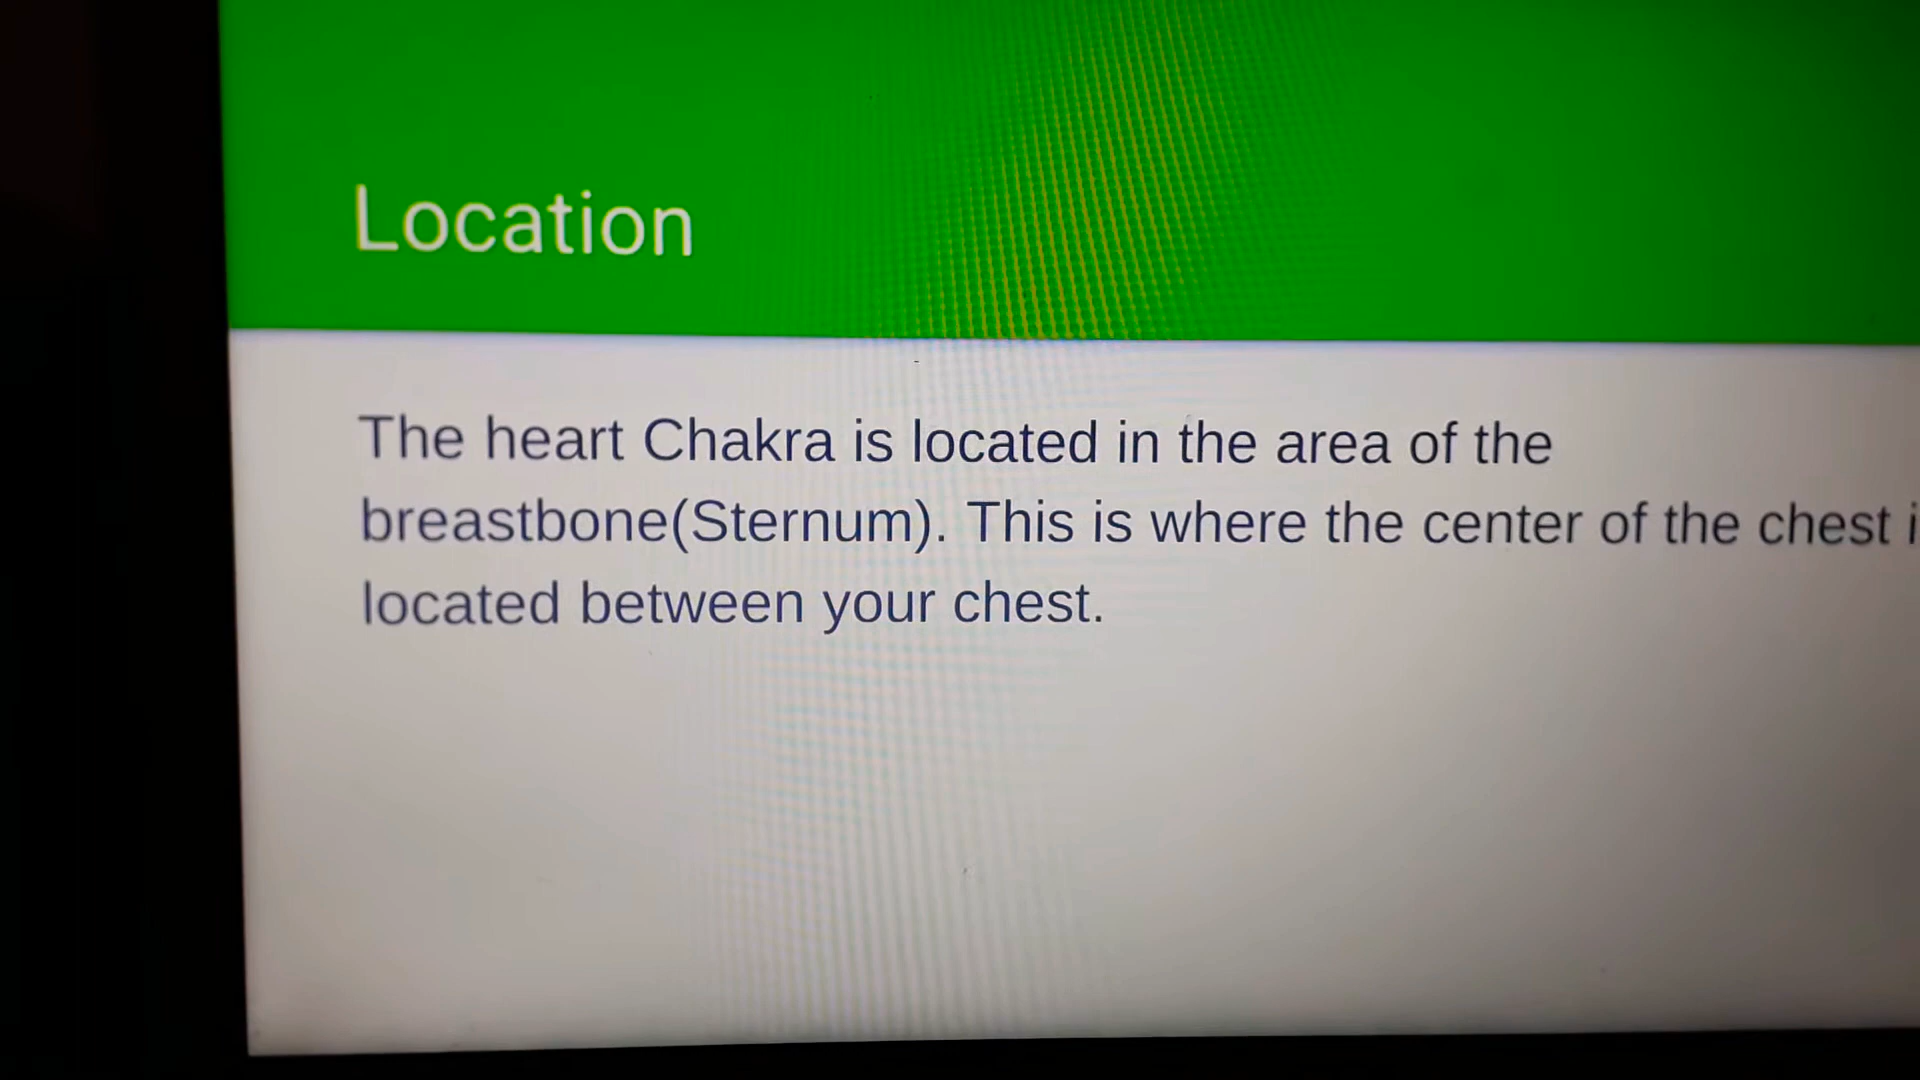 Location
The heart Chakra is located in the area of the
breastbone(Sternum). This is where the center of the chest
located between your chest.